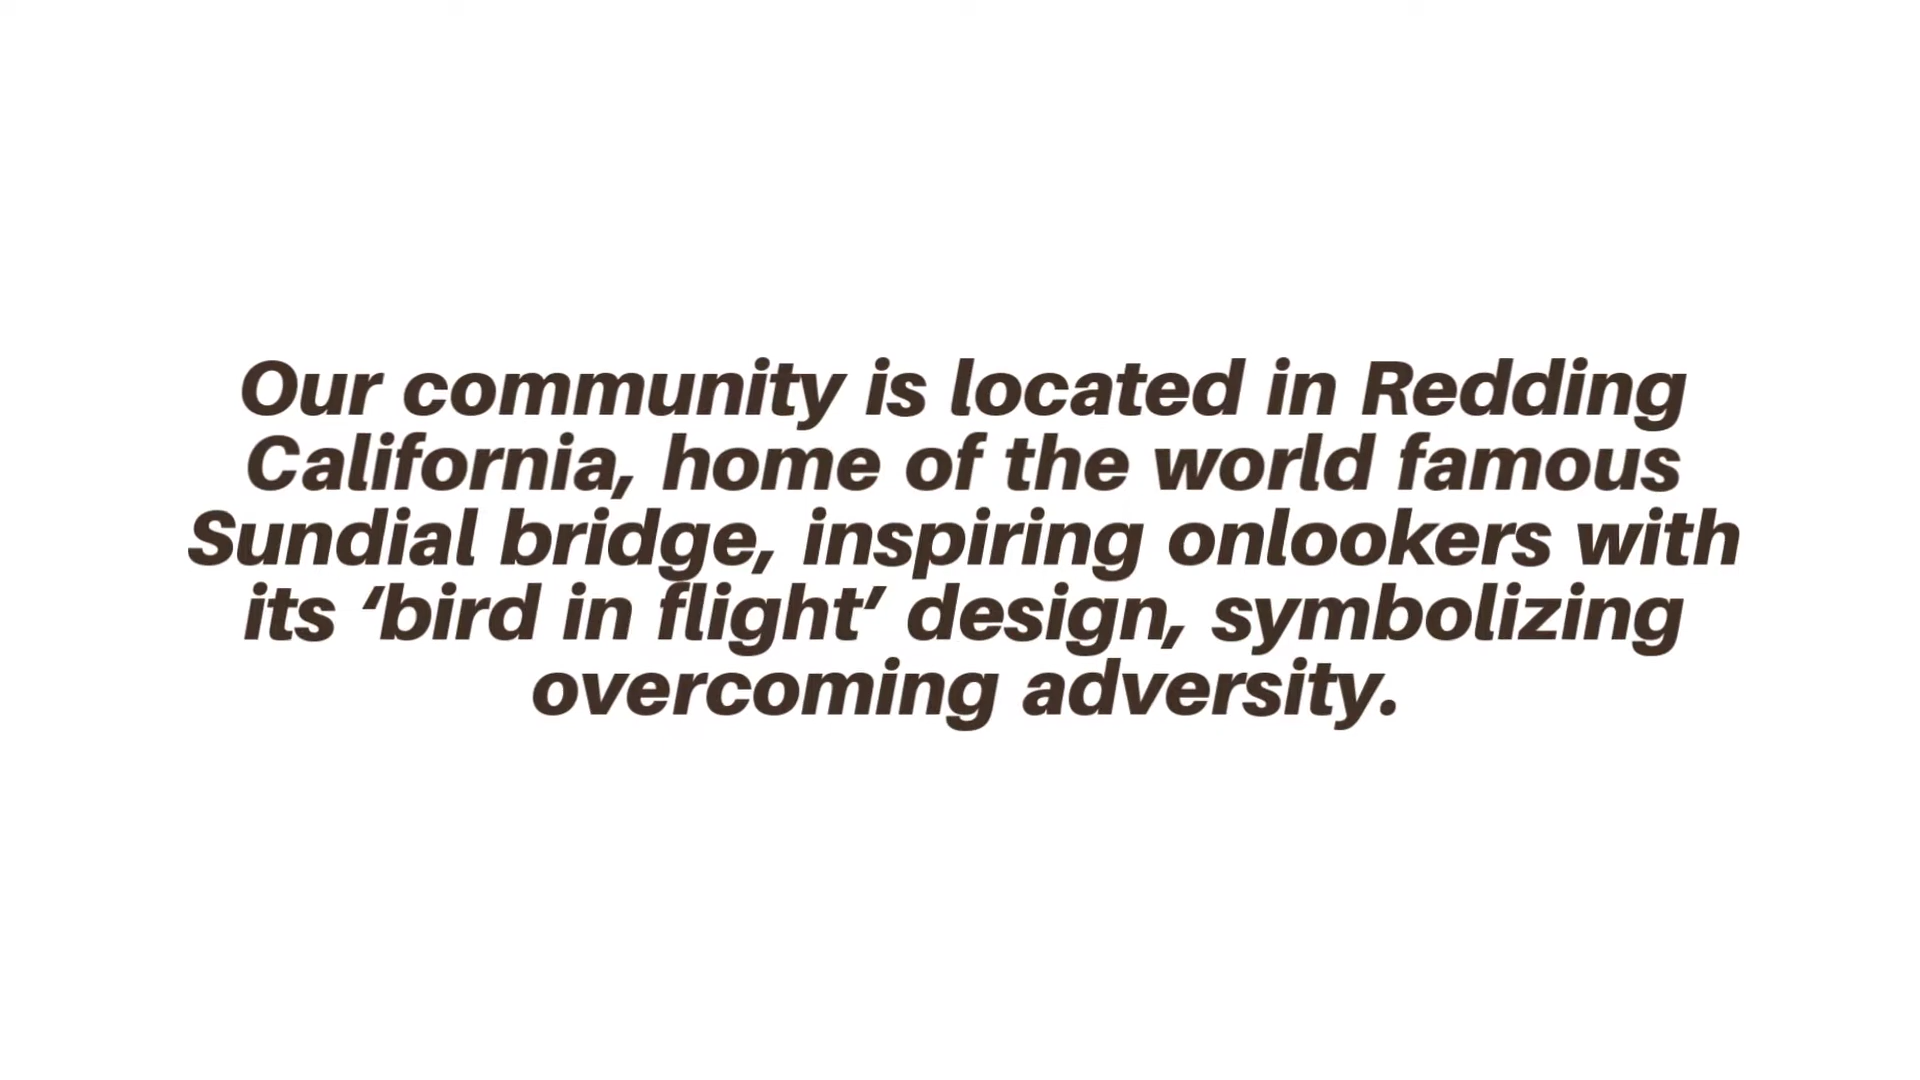 Our community is located in Redding
California, home of the world famous
Sundial bridge, inspiring onlookers with
its ‘bird in flight’ design, symbolizing
overcoming adversity.